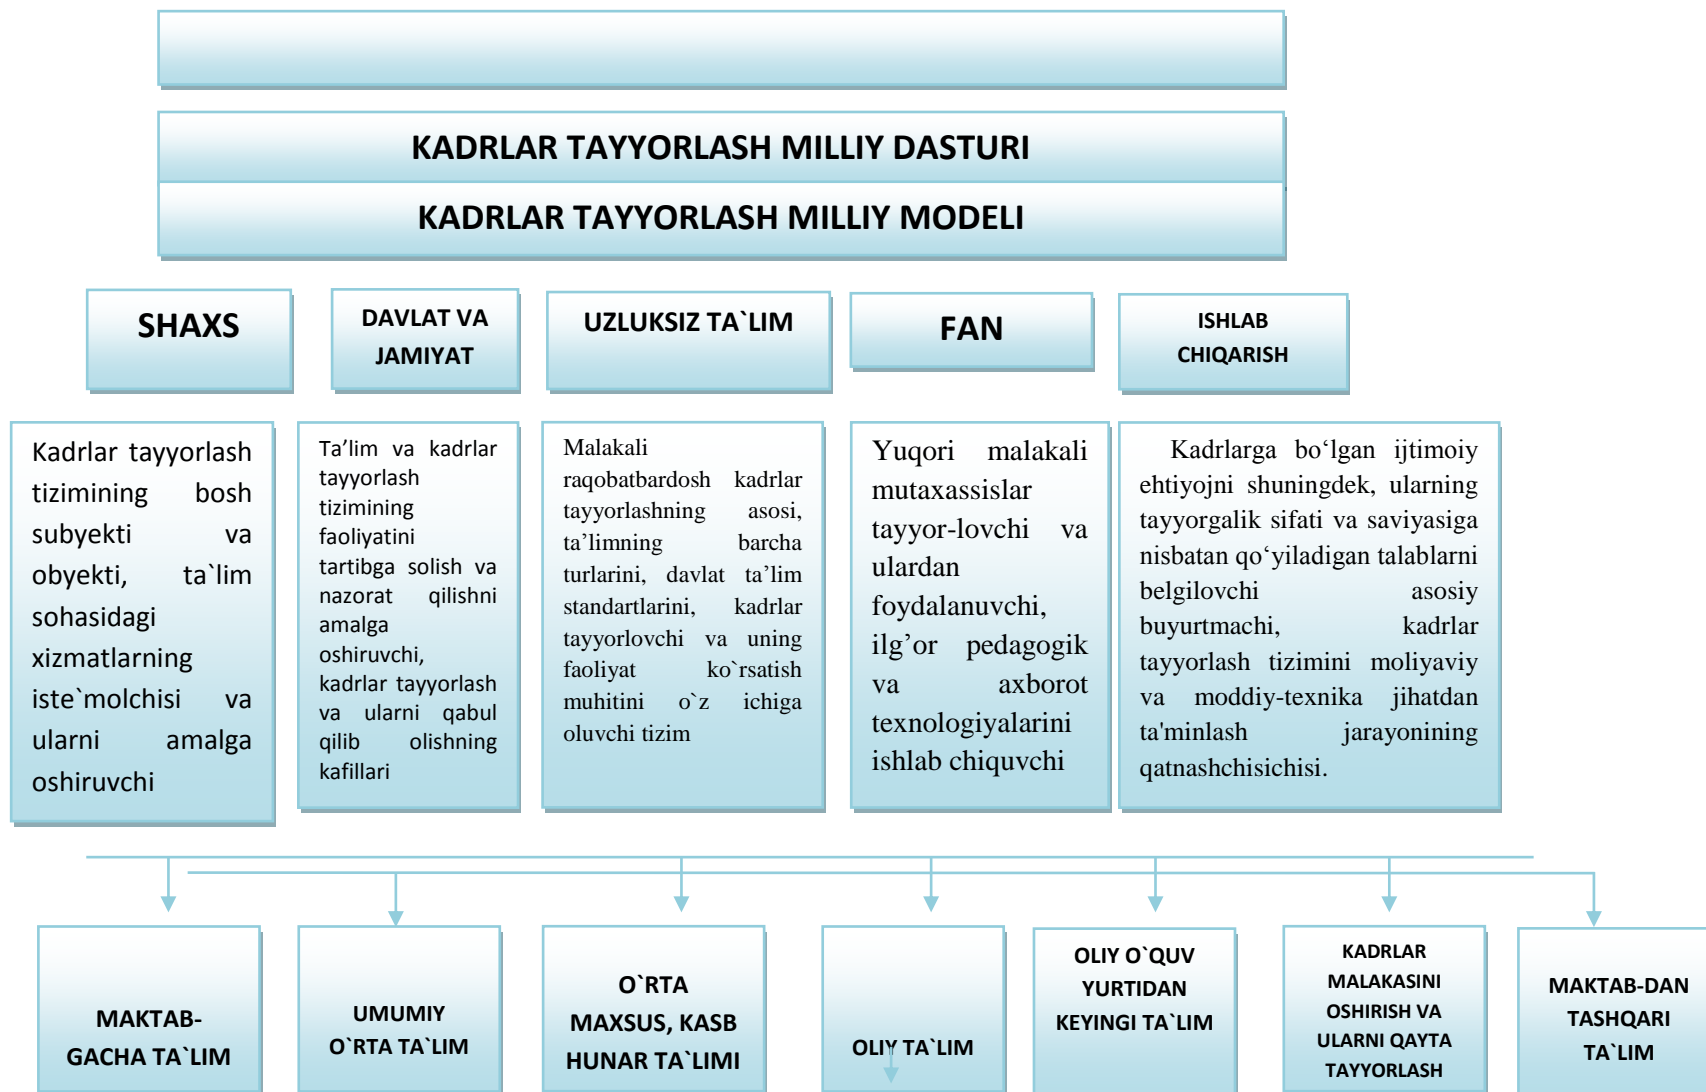 KADRLAR TAYYORLASH MILLIY DASTURI
KADRLAR TAYYORLASH MILLIY MODELI
SHAXS
DAVLAT VA
JAMIYAT
UZLUKSIZ TA`LIM
FAN
ISHLAB
CHIQARISH
Kadrlar tayyorlash
tizimining bosh
subyekti va
obyekti, ta`lim
sohasidagi
xizmatlarning
iste`molchisi va
ularni amalga
oshiruvchi
Ta’lim va kadrlar
tayyorlash
tizimining
faoliyatini
tartibga solish va
nazorat qilishni
amalga
oshiruvchi,
kadrlar tayyorlash
va ularni qabul
qilib olishning
kafillari
Malakali
raqobatbardosh kadrlar
tayyorlashning asosi,
ta’limning barcha
turlarini, davlat ta’lim
standartlarini, kadrlar
tayyorlovchi va uning
faoliyat ko`rsatish
muhitini o`z ichiga
oluvchi tizim
Yuqori malakali
mutaxassislar
tayyor-lovchi va
ulardan
foydalanuvchi,
ilg’or pedagogik
va axborot
texnologiyalarini
ishlab chiquvchi
Kadrlarga bo‘lgan ijtimoiy
ehtiyojni shuningdek, ularning
tayyorgalik sifati va saviyasiga
nisbatan qo‘yiladigan talablarni
belgilovchi asosiy
buyurtmachi, kadrlar
tayyorlash tizimini moliyaviy
va moddiy-texnika jihatdan
ta'minlash jarayonining
qatnashchisichisi.
MAKTAB-
GACHA TA`LIM
UMUMIY
O`RTA TA`LIM
O`RTA
MAXSUS, KASB
HUNAR TA`LIMI
OLIY TA`LIM
OLIY O`QUV
YURTIDAN
KEYINGI TA`LIM
KADRLAR
MALAKASINI
OSHIRISH VA
ULARNI QAYTA
TAYYORLASH
MAKTAB-DAN
TASHQARI
TA`LIM